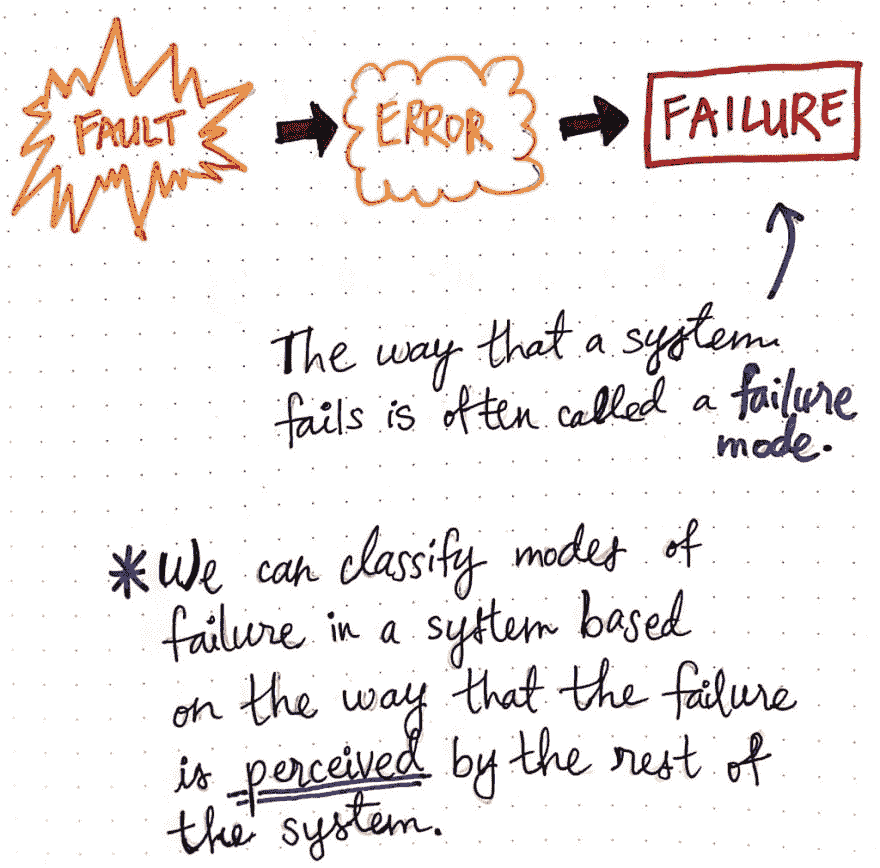 FAULT ERROR FAILURE
The way that a system
fails is often called a failure
mode.
*We can classify modes of
failure in a system based
on the way that the failure
is perceived by the rest of
the system.